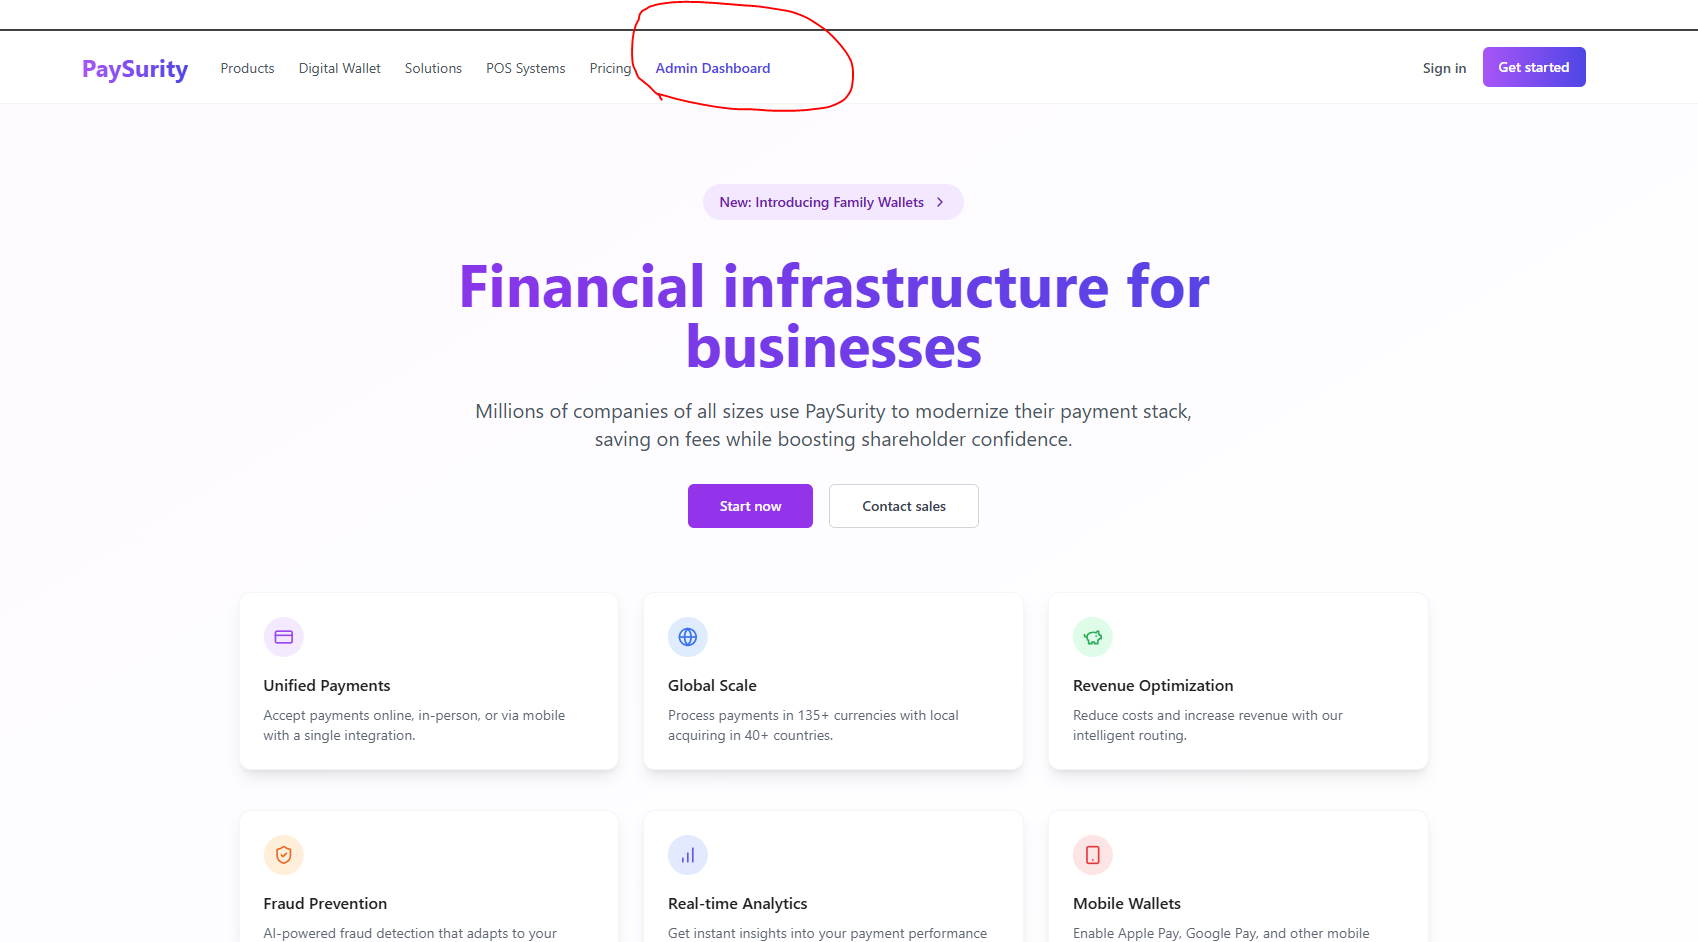 PaySurity
Products
Digital Wallet
Solutions
POS Systems
Pricing
Admin Dashboard
Sign in
Get started
New: Introducing Family Wallets
Financial infrastructure for
businesses
Millions of companies of all sizes use PaySurity to modernize their payment stack,
saving on fees while boosting shareholder confidence.
Start now
Contact sales
Unified Payments
Accept payments online, in-person, or via mobile
with a single integration.
Global Scale
Process payments in 135+ currencies with local
acquiring in 40+ countries.
Revenue Optimization
Reduce costs and increase revenue with our
intelligent routing.
Fraud Prevention
AI-powered fraud detection that adapts to your
Real-time Analytics
Get instant insights into your payment performance
Mobile Wallets
Enable Apple Pay, Google Pay, and other mobile